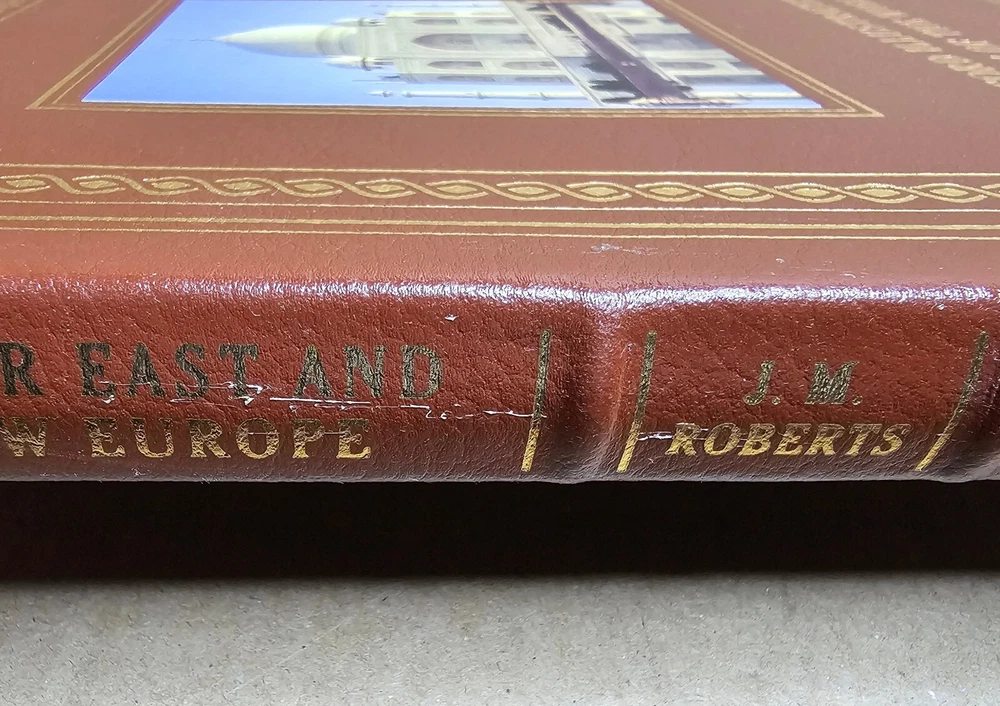 R EAST AND
W EUROPE
J. M.
ROBERTS